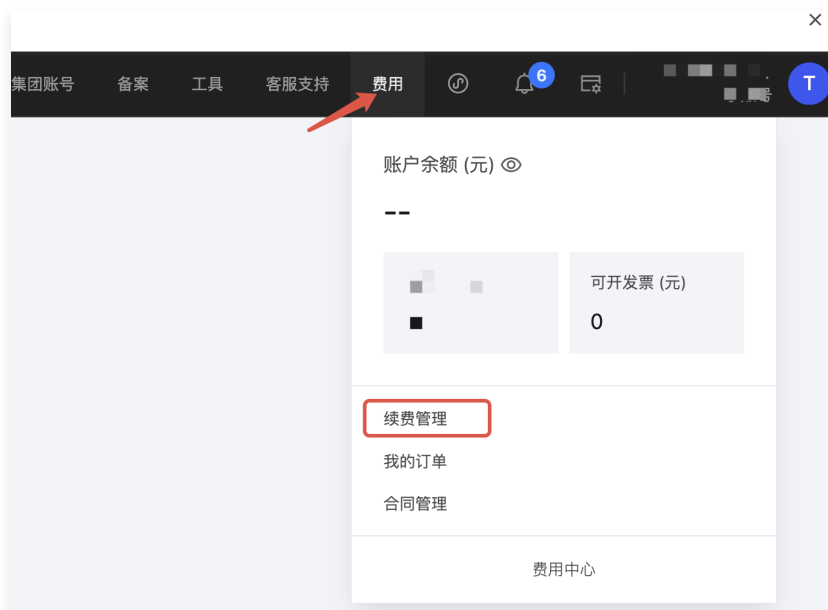 集团账号 备案 工具 客服支持 费用 6 T
账户余额 (元)
--
可开发票 (元)
0
续费管理
我的订单
合同管理
费用中心